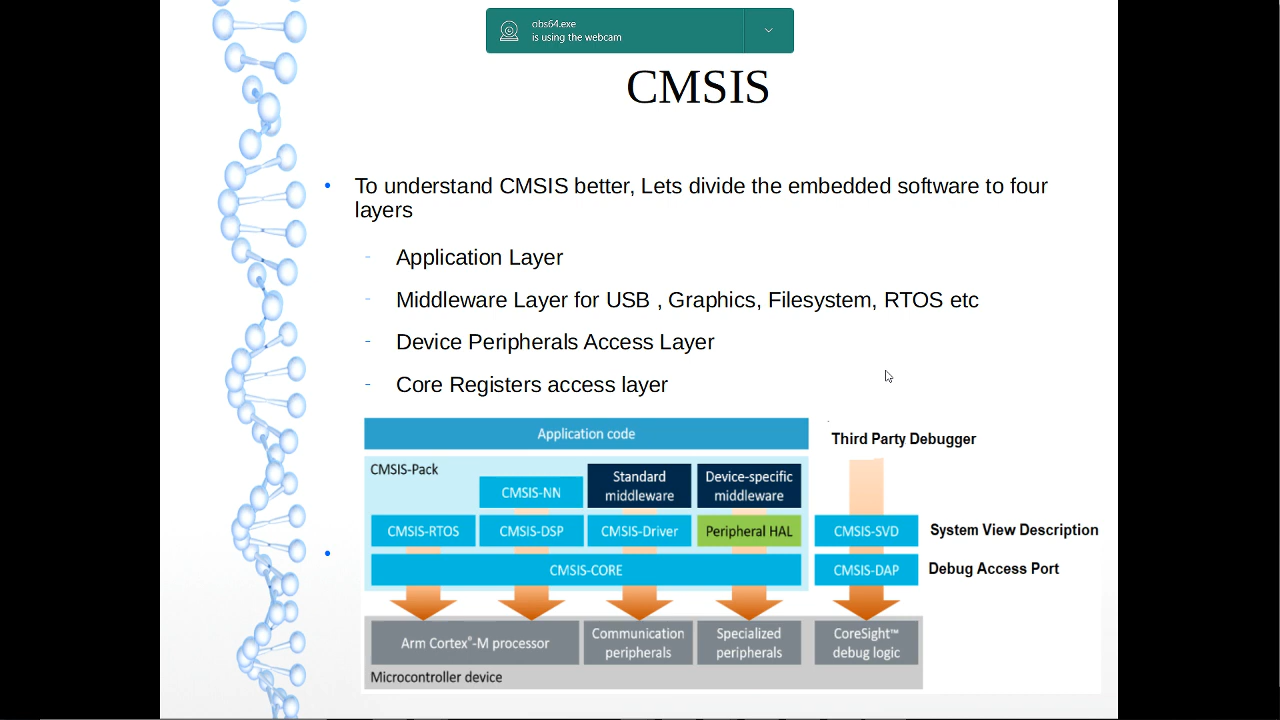 obs64.exe
is using the webcam
CMSIS
• To understand CMSIS better, Lets divide the embedded software to four
layers
- Application Layer
- Middleware Layer for USB , Graphics, Filesystem, RTOS etc
- Device Peripherals Access Layer
- Core Registers access layer
Application code
Third Party Debugger
CMSIS-Pack
CMSIS-NN
Standard
middleware
Device-specific
middleware
CMSIS-RTOS
CMSIS-DSP
CMSIS-Driver
Peripheral HAL
CMSIS-SVD
System View Description
•
CMSIS-CORE
CMSIS-DAP
Debug Access Port
Arm Cortex®-M processor
Communication
peripherals
Specialized
peripherals
CoreSight™
debug logic
Microcontroller device